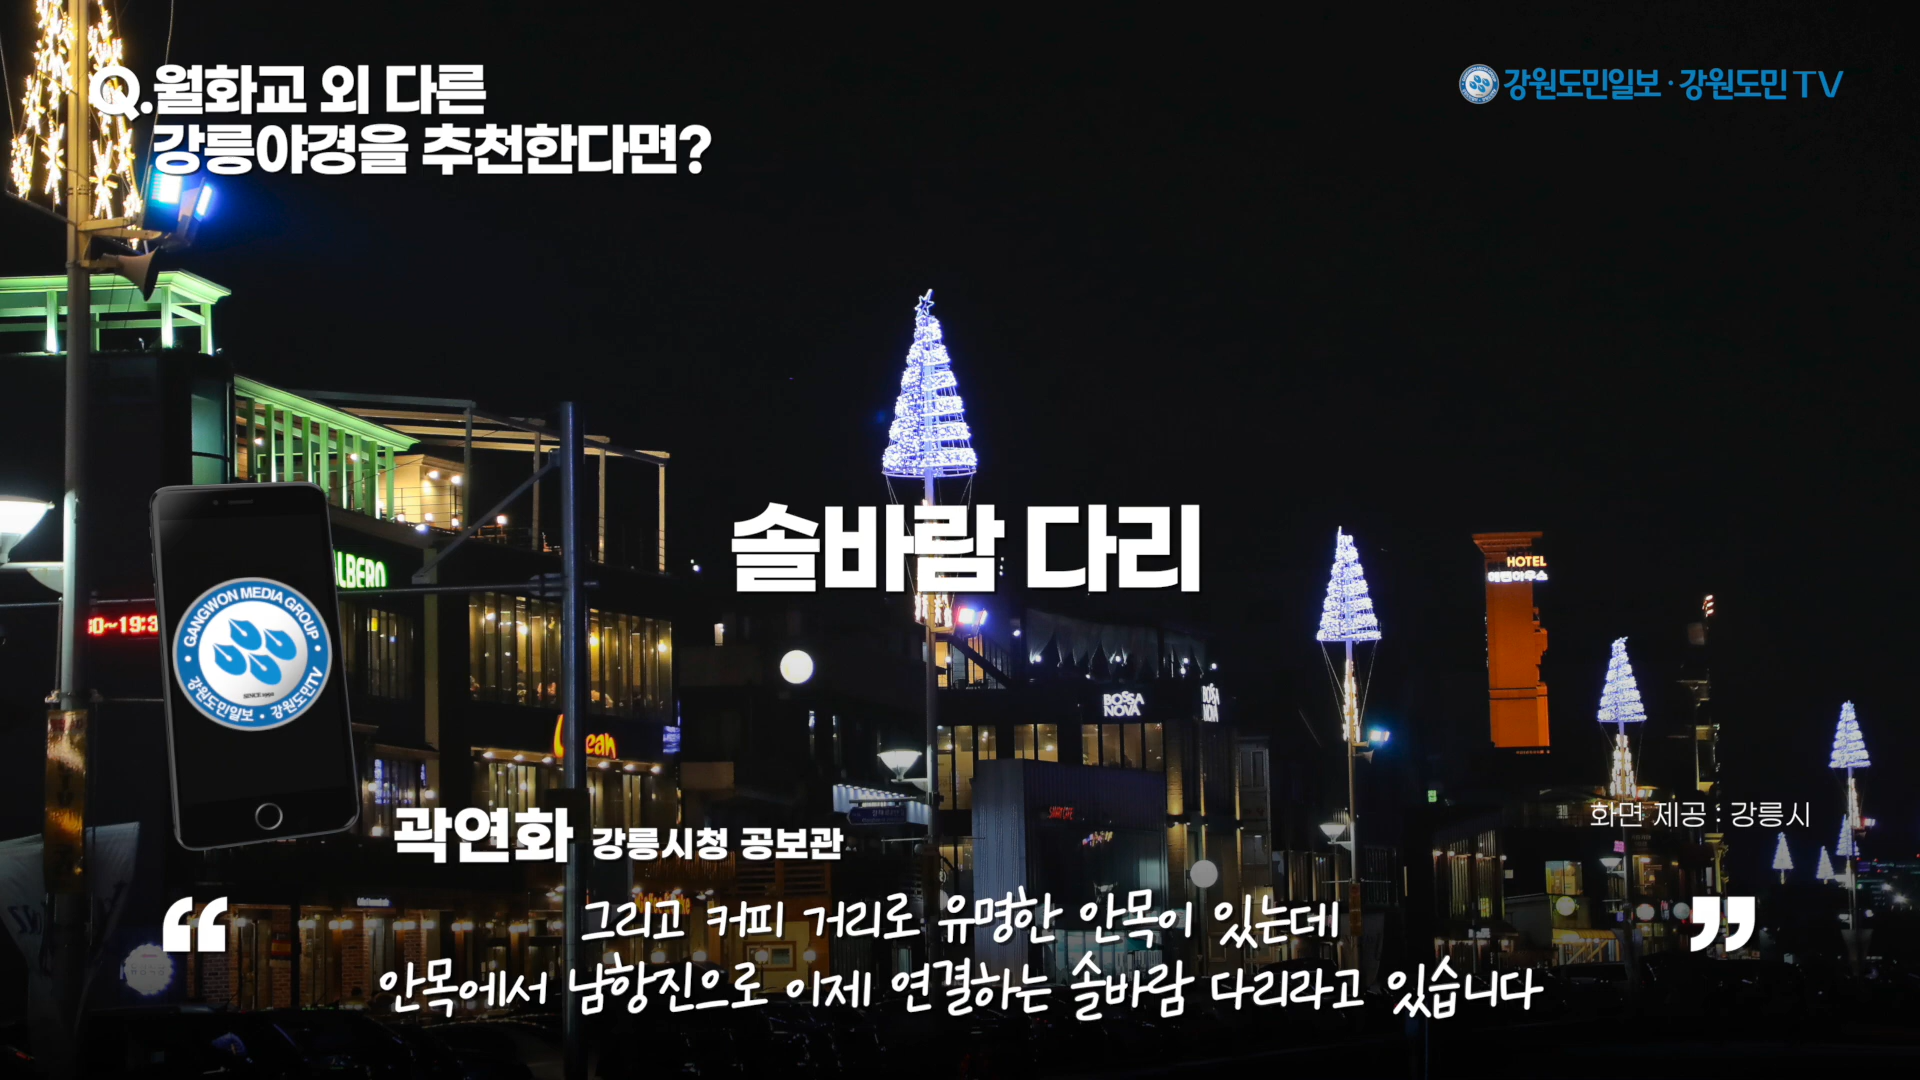 Q.월화교 외 다른
강릉야경을 추천한다면?
강원도민일보 · 강원도민TV
솔바람 다리
HOTEL
BOSSA
NOVA
BOSSA
NOVA
GANGWON MEDIA GROUP
강원도민일보 · 강원도민TV
화면 제공 : 강릉시
곽연화 강릉시청 공보관
“ 그리고 커피 거리로 유명한 안목이 있는데 ”
안목에서 남항진으로 이제 연결하는 솔바람 다리라고 있습니다